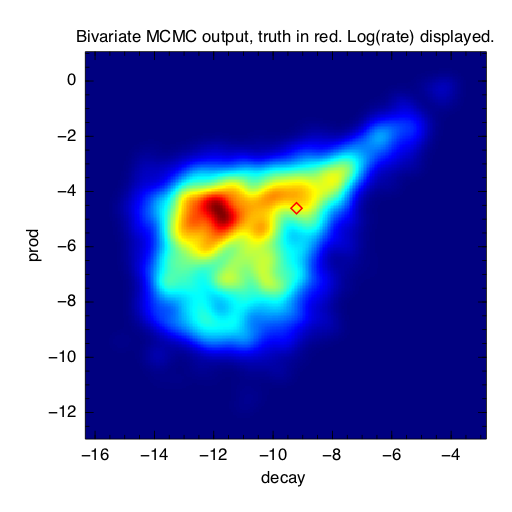 Bivariate MCMC output, truth in red. Log(rate) displayed.
0
−2
−4
−6
−8
−10
−12
prod
−16 −14 −12 −10 −8 −6 −4
decay